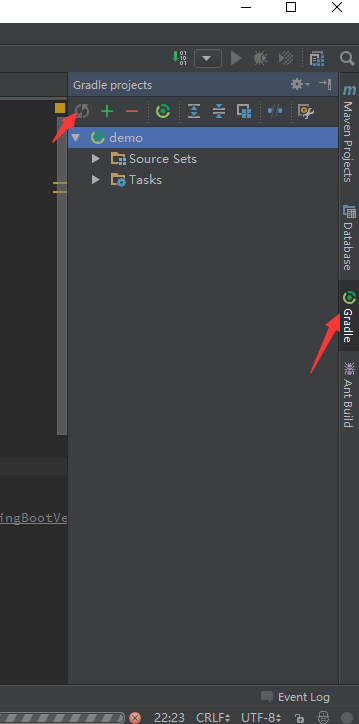 Gradle projects
demo
Source Sets
Tasks
Maven Projects
Database
Gradle
Ant Build
ingBootVe
Event Log
22:23 CRLF UTF-8